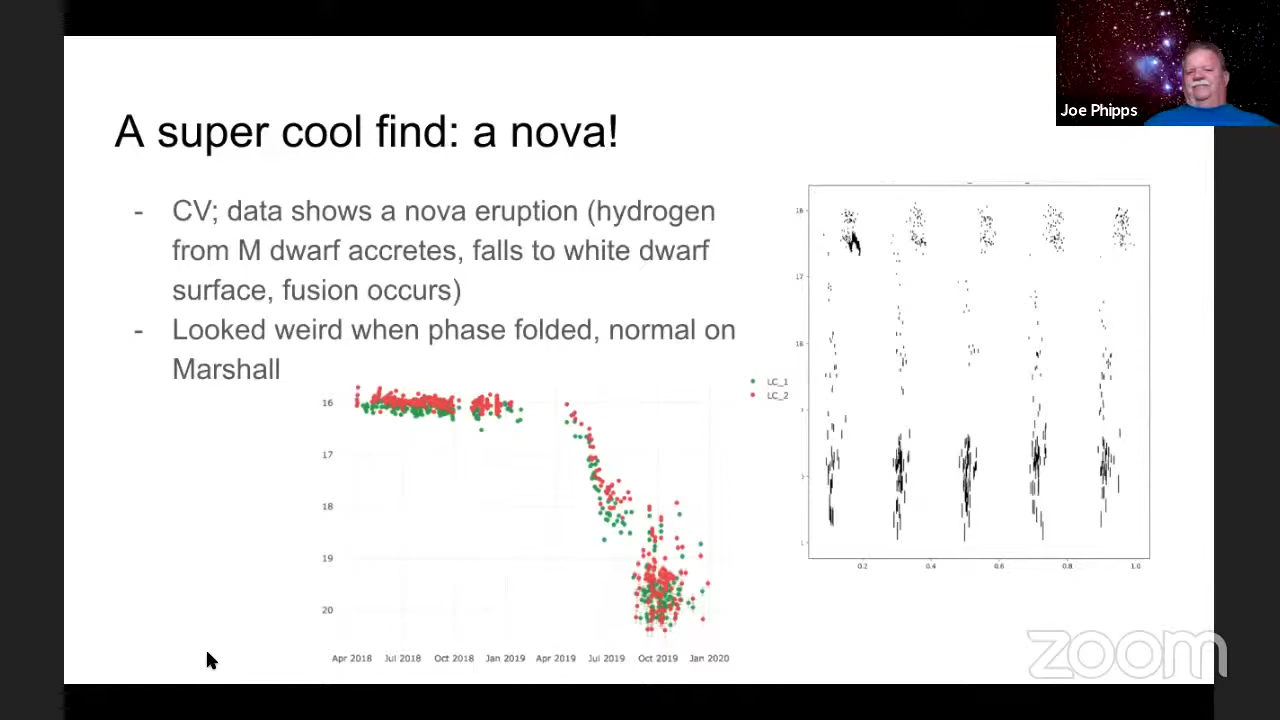 Joe Phipps
A super cool find: a nova!
- CV; data shows a nova eruption (hydrogen
from M dwarf accretes, falls to white dwarf
surface, fusion occurs)
- Looked weird when phase folded, normal on
Marshall
LC_1
LC_2
16
17
18
19
20
Apr 2018 Jul 2018 Oct 2018 Jan 2019 Apr 2019 Jul 2019 Oct 2019 Jan 2020
17
0.2 0.4 0.6 0.8 1.0
zoom